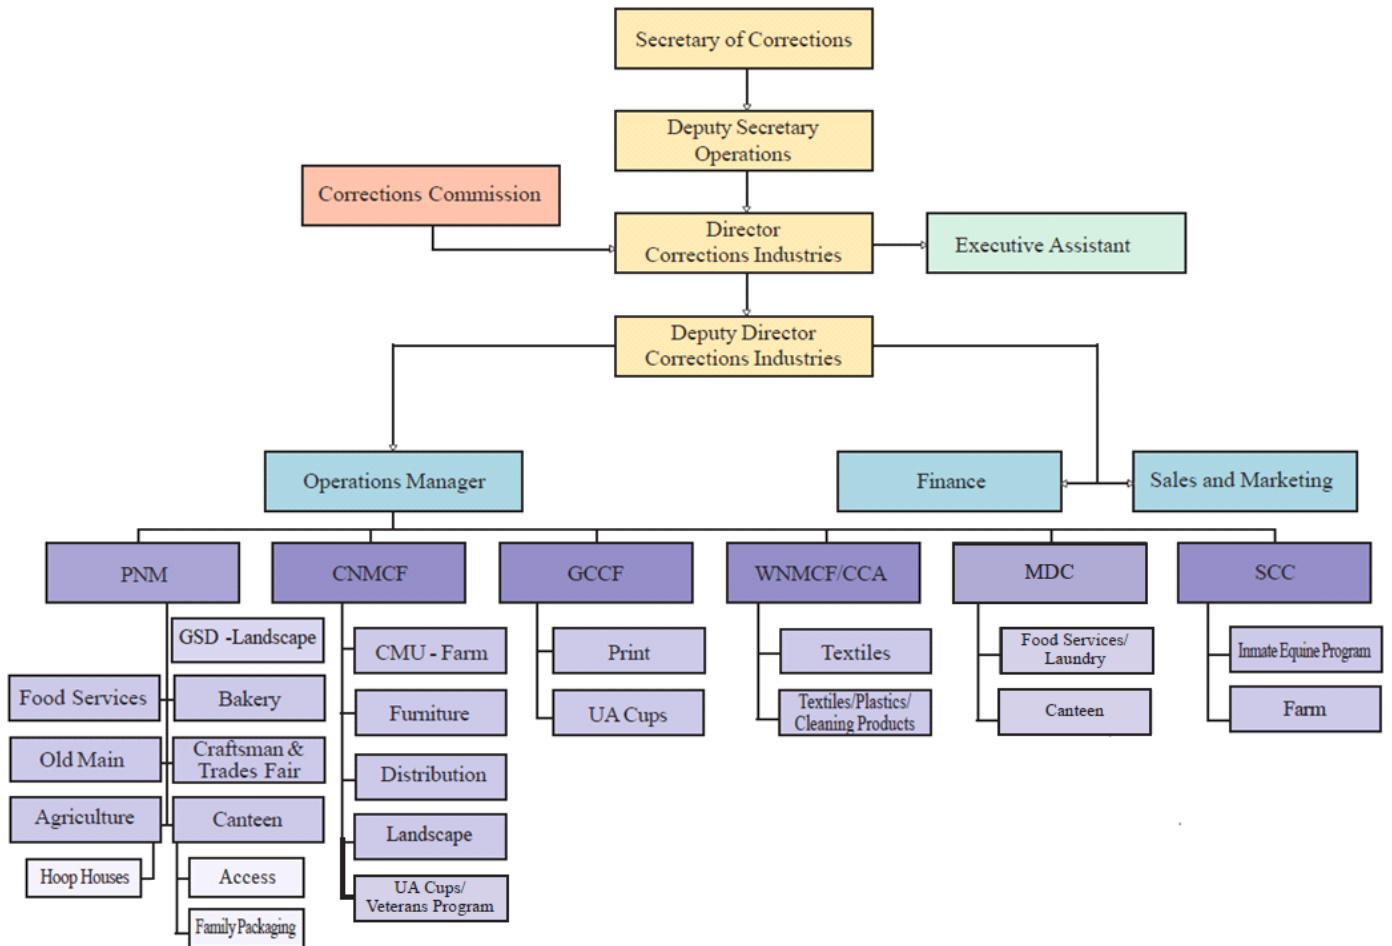 Secretary of Corrections
Deputy Secretary
Operations
Corrections Commission
Director
Corrections Industries
Executive Assistant
Deputy Director
Corrections Industries
Operations Manager
Finance
Sales and Marketing
PNM
CNMCF
GCCF
WNMCF/CCA
MDC
SCC
GSD -Landscape
Food Services
Bakery
Old Main
Craftsman &
Trades Fair
Agriculture
Canteen
Hoop Houses
Access
Family Packaging
CMU - Farm
Furniture
Distribution
Landscape
UA Cups/
Veterans Program
Print
UA Cups
Textiles
Textiles/Plastics/
Cleaning Products
Food Services/
Laundry
Canteen
Inmate Equine Program
Farm